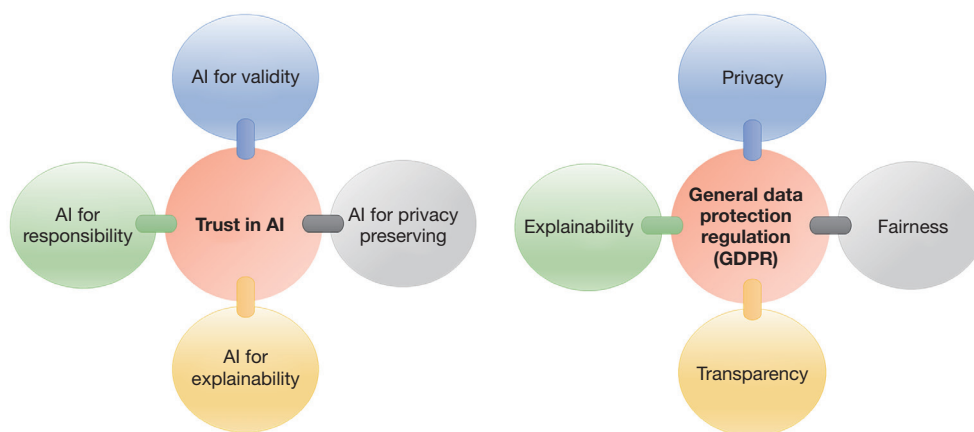 AI for validity
AI for
responsibility
Trust in AI
AI for privacy
preserving
AI for
explainability
Privacy
Explainability
General data
protection
regulation
(GDPR)
Fairness
Transparency